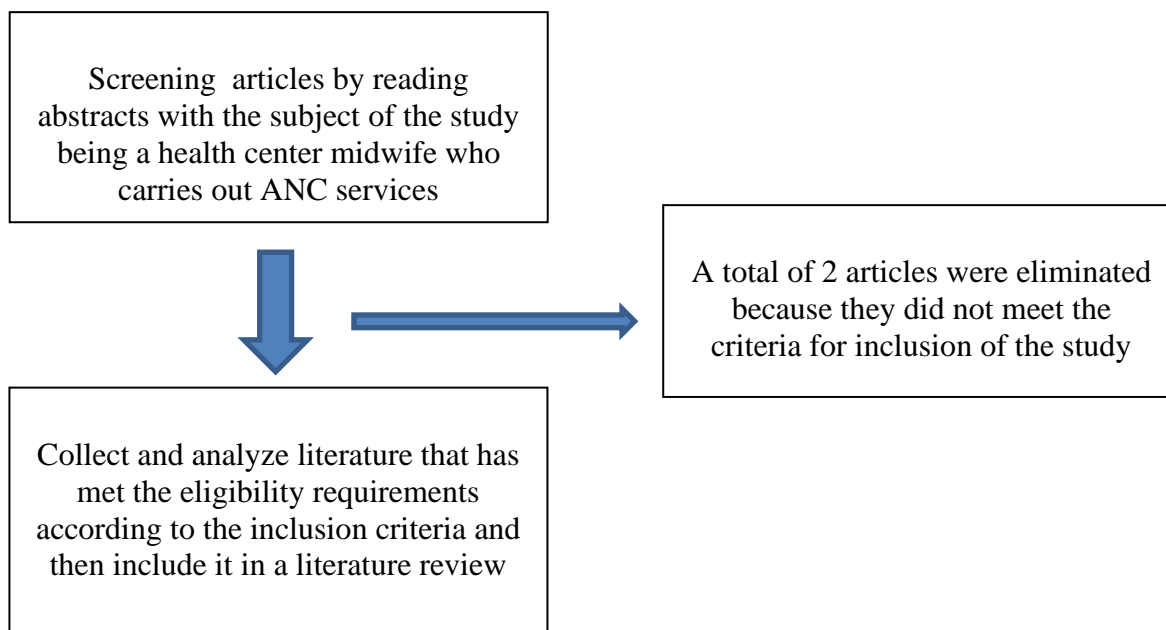 Screening articles by reading
abstracts with the subject of the study
being a health center midwife who
carries out ANC services
A total of 2 articles were eliminated
because they did not meet the
criteria for inclusion of the study
Collect and analyze literature that has
met the eligibility requirements
according to the inclusion criteria and
then include it in a literature review